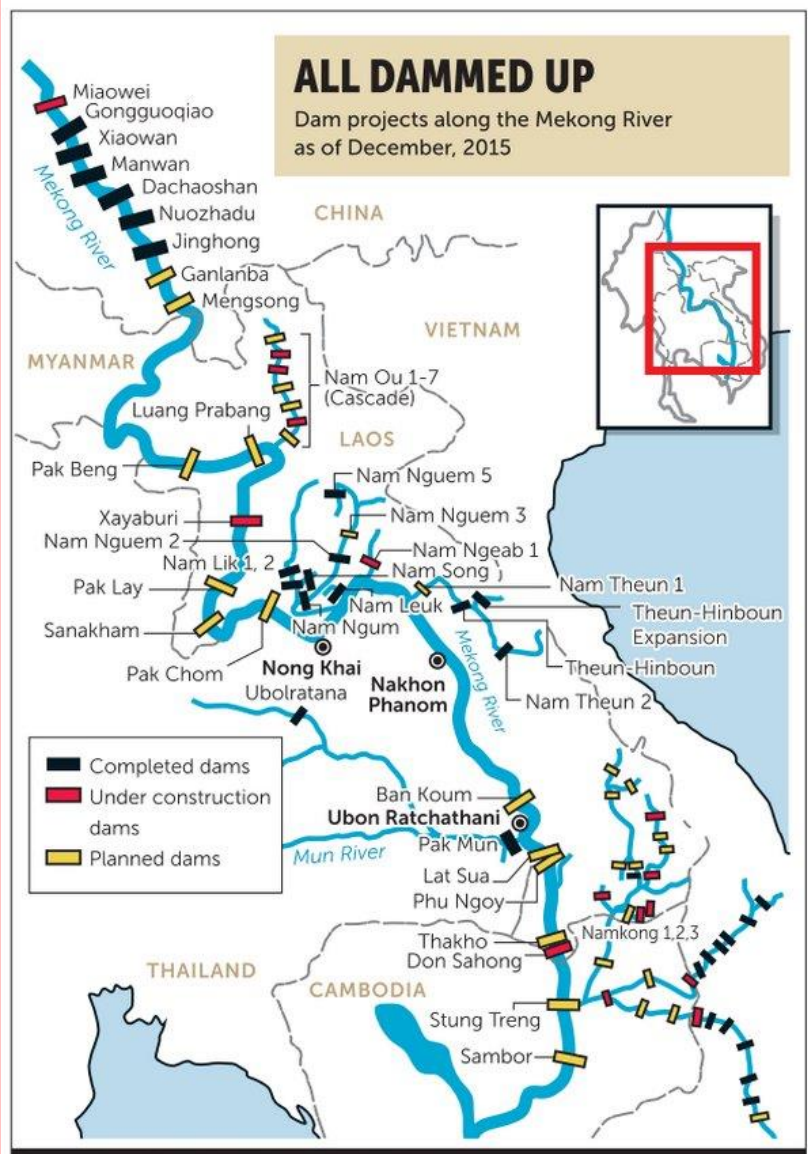 ALL DAMMED UP
Dam projects along the Mekong River
as of December, 2015
Miaowei
Gongguoqiao
Xiaowan
Manwan
Dachaoshan
Nuozhadu
Jinghong
Ganlanba
Mengsong
Mekong River
CHINA
VIETNAM
MYANMAR
Nam Ou 1-7
(Cascade)
Luang Prabang
LAOS
Pak Beng
Nam Nguem 5
Xayaburi
Nam Nguem 3
Nam Nguem 2
Nam Ngeab 1
Nam Lik 1, 2
Nam Song
Pak Lay
Nam Theun 1
Nam Leuk
Theun-Hinboun
Expansion
Sanakham
Nam Ngum
Pak Chom
Nong Khai
Mekong River
Theun-Hinboun
Nakhon
Phanom
Ubolratana
Nam Theun 2
Completed dams
Under construction
dams
Planned dams
Ban Koum
Ubon Ratchathani
Pak Mun
Mun River
Lat Sua
Phu Ngoy
Thakho
Namkong 1,2,3
Don Sahong
THAILAND
CAMBODIA
Stung Treng
Sambor